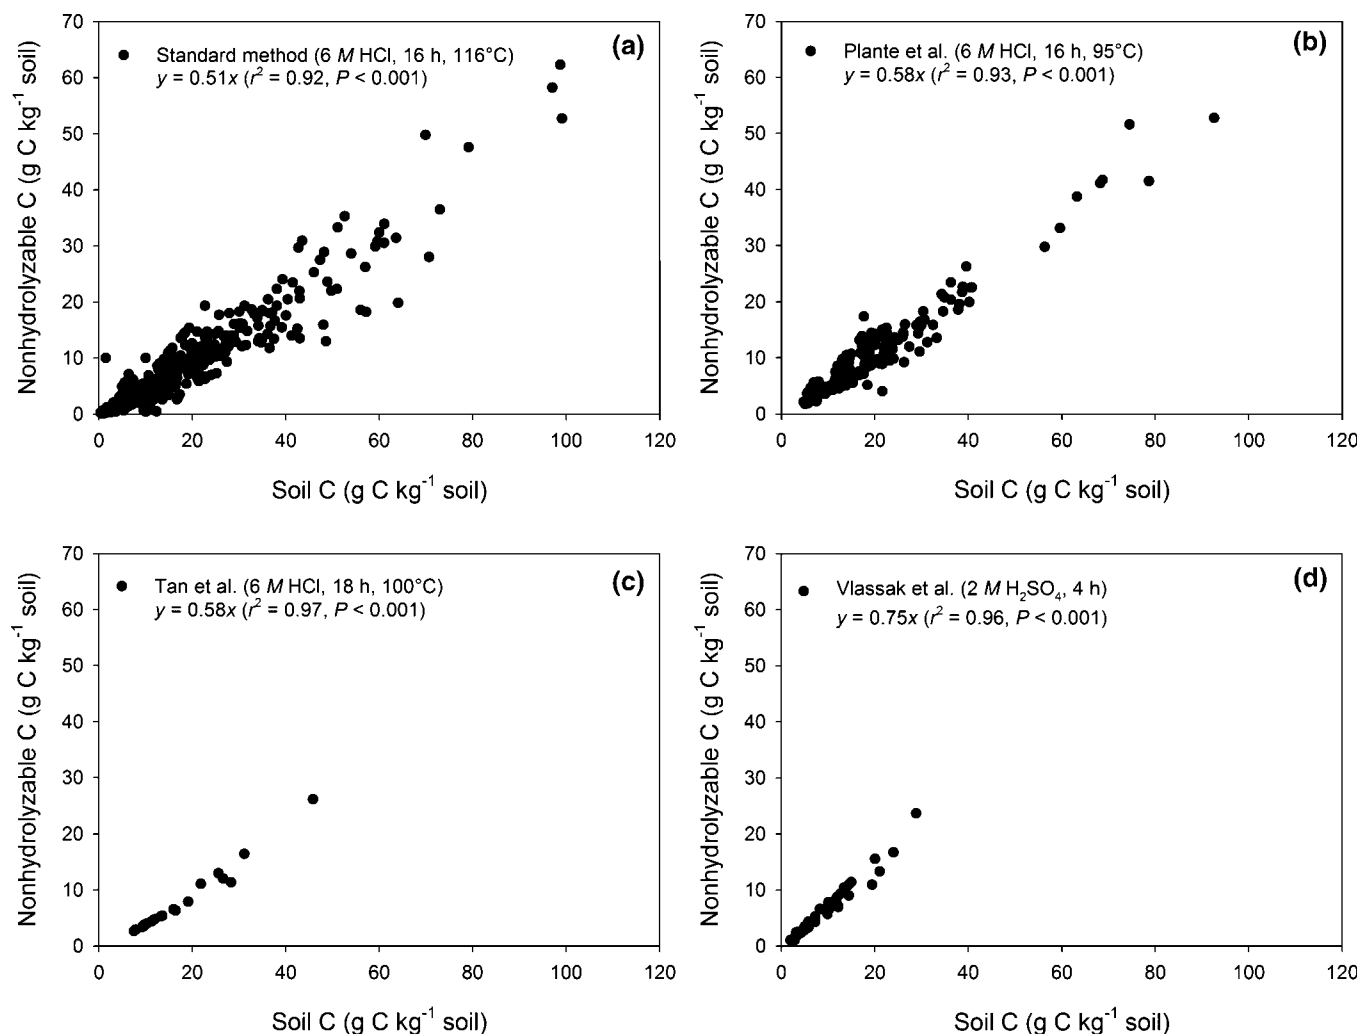 (a)
Standard method (6 M HCl, 16 h, 116°C)
y = 0.51x (r² = 0.92, P < 0.001)
Nonhydrolyzable C (g C kg⁻¹ soil)
70
60
50
40
30
20
10
0
0 20 40 60 80 100 120
Soil C (g C kg⁻¹ soil)
(b)
Plante et al. (6 M HCl, 16 h, 95°C)
y = 0.58x (r² = 0.93, P < 0.001)
Nonhydrolyzable C (g C kg⁻¹ soil)
70
60
50
40
30
20
10
0
0 20 40 60 80 100 120
Soil C (g C kg⁻¹ soil)
(c)
Tan et al. (6 M HCl, 18 h, 100°C)
y = 0.58x (r² = 0.97, P < 0.001)
Nonhydrolyzable C (g C kg⁻¹ soil)
70
60
50
40
30
20
10
0
0 20 40 60 80 100 120
Soil C (g C kg⁻¹ soil)
(d)
Vlassak et al. (2 M H₂SO₄, 4 h)
y = 0.75x (r² = 0.96, P < 0.001)
Nonhydrolyzable C (g C kg⁻¹ soil)
70
60
50
40
30
20
10
0
0 20 40 60 80 100 120
Soil C (g C kg⁻¹ soil)